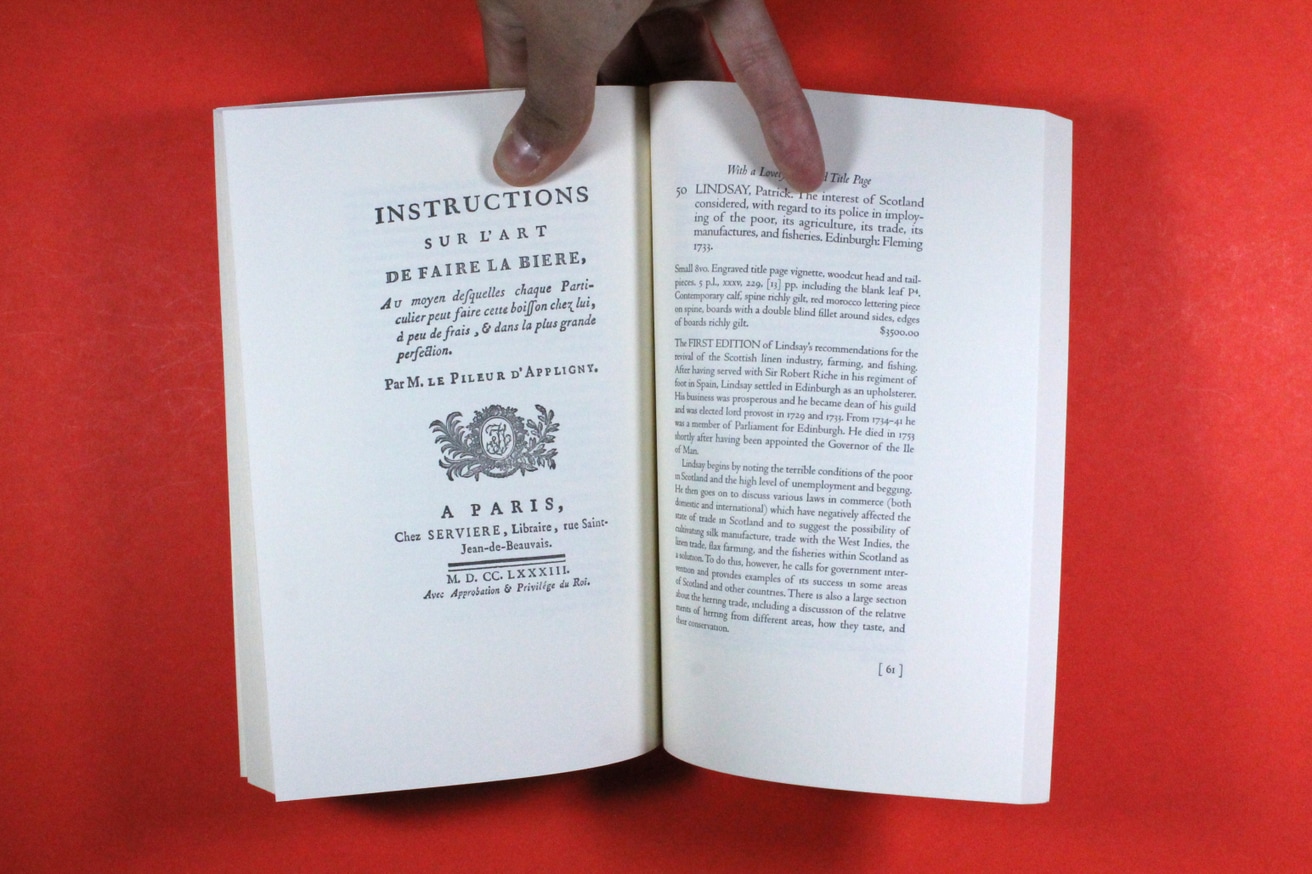 INSTRUCTIONS
SUR L'ART
DE FAIRE LA BIERE,
Au moyen deſquelles chaque Parti-
culier peut faire cette boiſſon chez lui,
à peu de frais, & dans la plus grande
perfection.
Par M. LE PILEUR D'APPLIGNY.
A PARIS,
Chez SERVIERE, Libraire, rue Saint-
Jean-de-Beauvais.
M. D. CC. LXXXIII.
Avec Approbation & Privilége du Roi.
With a Title Page
50 LINDSAY, Patrick. The interest of Scotland
considered, with regard to its police in imploy-
ing of the poor, its agriculture, its trade, its
manufactures, and fisheries. Edinburgh: Fleming
1733.
Small 8vo. Engraved title page vignette, woodcut head and tail-
pieces. 5 p.l., xxxv, 229, [13] pp. including the blank leaf P⁴.
Contemporary calf, spine richly gilt, red morocco lettering piece
on spine, boards with a double blind fillet around sides, edges
of boards richly gilt. $3500.00
The FIRST EDITION of Lindsay's recommendations for the
revival of the Scottish linen industry, farming, and fishing.
After having served with Sir Robert Riche in his regiment of
foot in Spain, Lindsay settled in Edinburgh as an upholsterer.
His business was prosperous and he became dean of his guild
and was elected lord provost in 1729 and 1733. From 1734–41 he
was a member of Parliament for Edinburgh. He died in 1753
shortly after having been appointed the Governor of the Ile
of Man.
Lindsay begins by noting the terrible conditions of the poor
in Scotland and the high level of unemployment and begging.
He then goes on to discuss various laws in commerce (both
domestic and international) which have negatively affected the
state of trade in Scotland and to suggest the possibility of
cultivating silk manufacture, trade with the West Indies, the
linen trade, flax farming, and the fisheries within Scotland as
a solution. To do this, however, he calls for government inter-
vention and provides examples of its success in some areas
of Scotland and other countries. There is also a large section
about the herring trade, including a discussion of the relative
merits of herring from different areas, how they taste, and
their conservation.
[ 61 ]